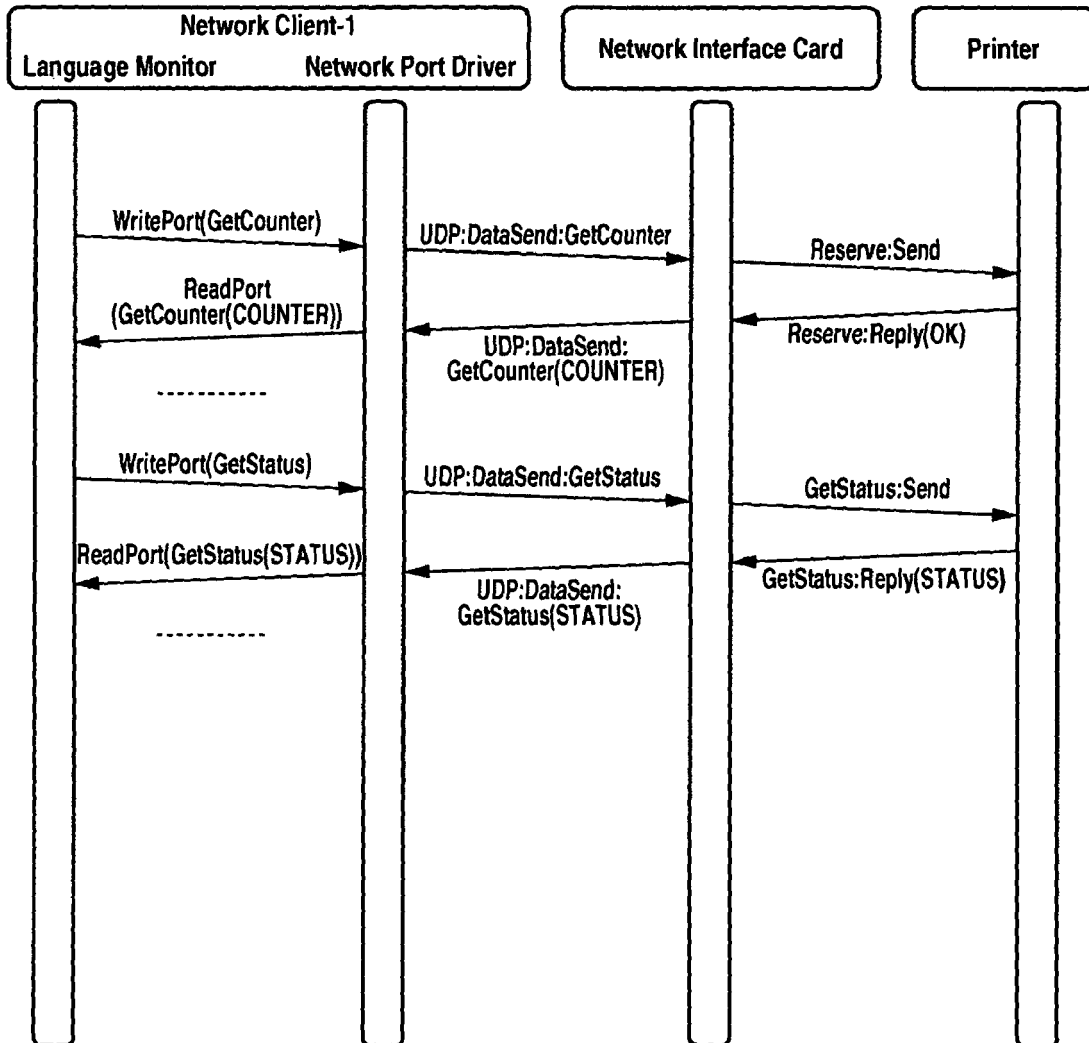 Network Client-1
Language Monitor
Network Port Driver
Network Interface Card
Printer
WritePort(GetCounter)
UDP:DataSend:GetCounter
Reserve:Send
ReadPort
(GetCounter(COUNTER))
UDP:DataSend:
GetCounter(COUNTER)
Reserve:Reply(OK)
WritePort(GetStatus)
UDP:DataSend:GetStatus
GetStatus:Send
ReadPort(GetStatus(STATUS))
UDP:DataSend:
GetStatus(STATUS)
GetStatus:Reply(STATUS)